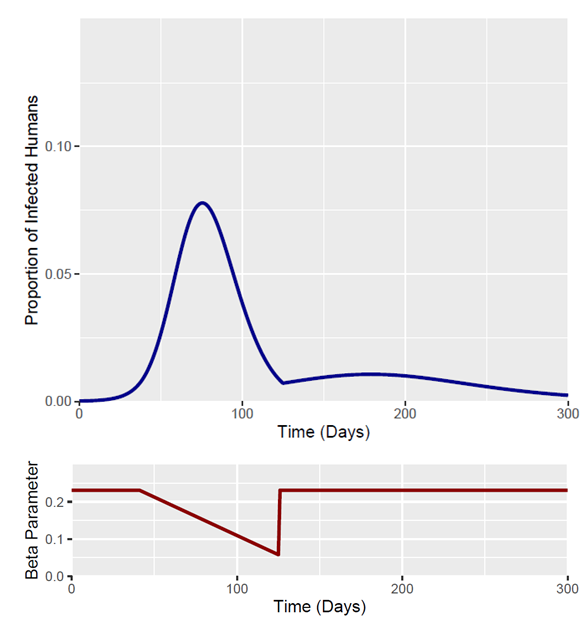 Proportion of Infected Humans
0.10
0.05
0.00
0 100 200 300
Time (Days)
Beta Parameter
0.2
0.1
0.0
0 100 200 300
Time (Days)